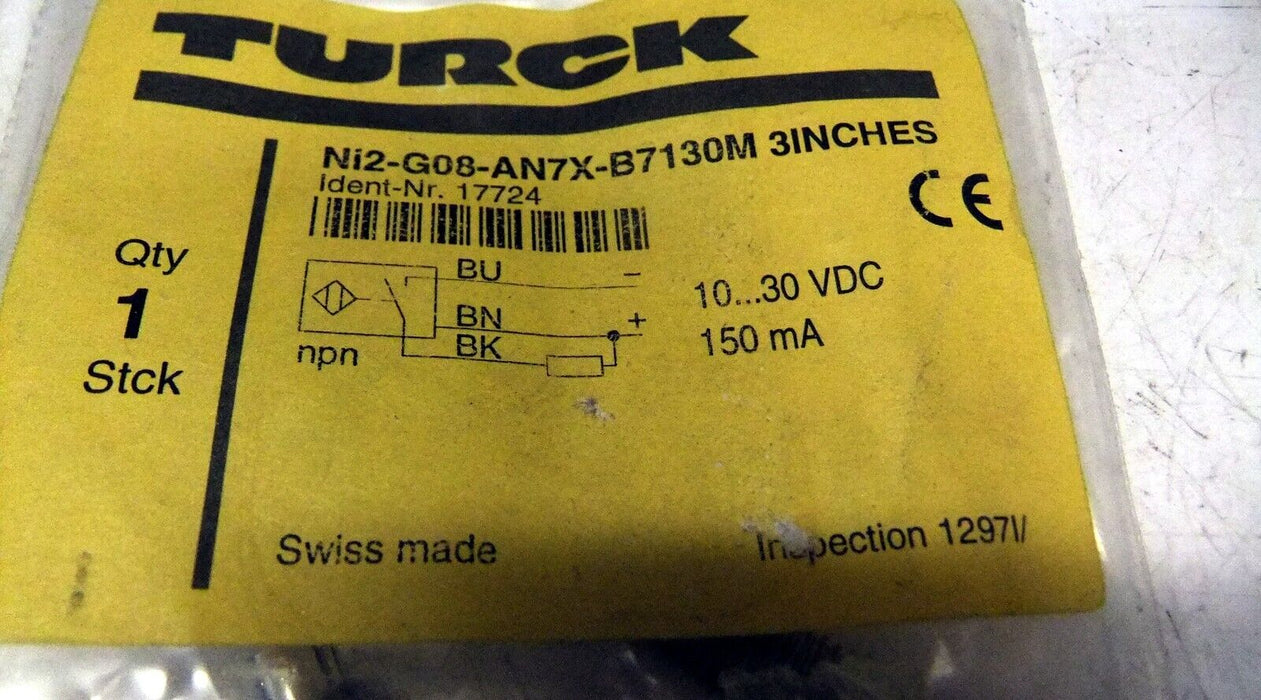 TURCK
Ni2-G08-AN7X-B7130M 3INCHES
Ident-Nr. 17724
CE
Qty
1
Stck
BU -
BN +
BK
npn
10...30 VDC
150 mA
Swiss made
Inspection 1297I/